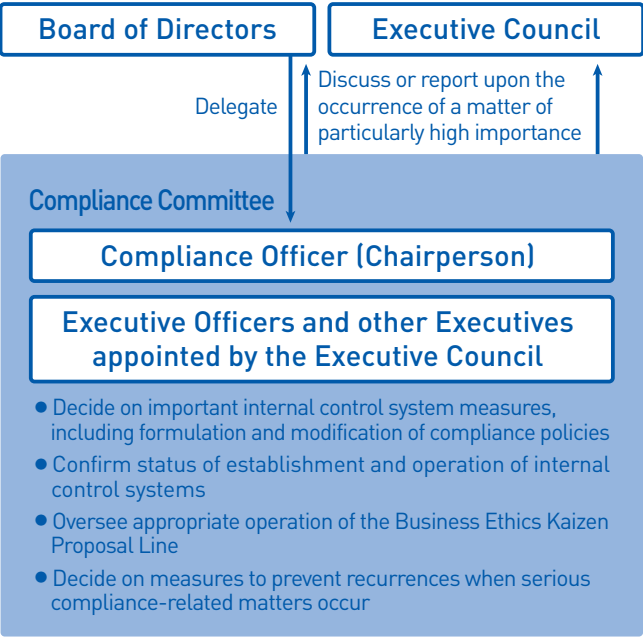 Board of Directors
Executive Council
Delegate
Discuss or report upon the
occurrence of a matter of
particularly high importance
Compliance Committee
Compliance Officer (Chairperson)
Executive Officers and other Executives
appointed by the Executive Council
● Decide on important internal control system measures,
including formulation and modification of compliance policies
● Confirm status of establishment and operation of internal
control systems
● Oversee appropriate operation of the Business Ethics Kaizen
Proposal Line
● Decide on measures to prevent recurrences when serious
compliance-related matters occur